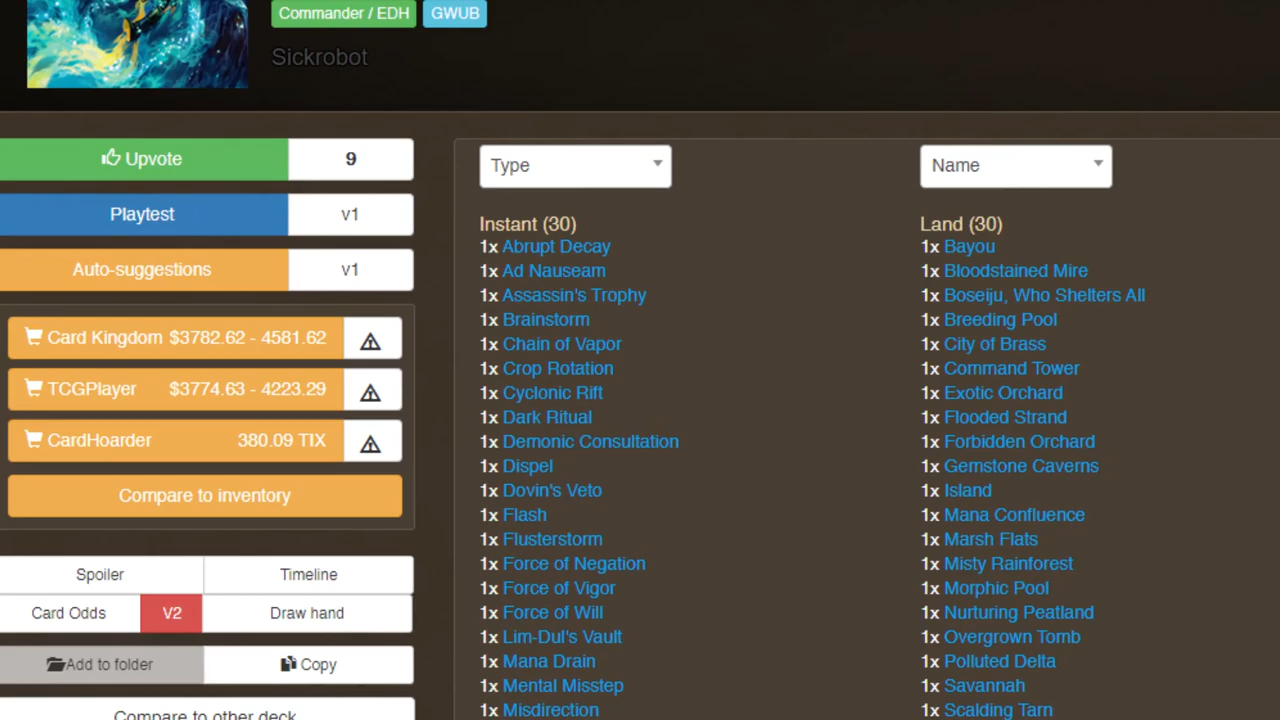 Commander / EDH GWUB
Sickrobot
Upvote 9
Playtest v1
Auto-suggestions v1
Card Kingdom $3782.62 - 4581.62
TCGPlayer $3774.63 - 4223.29
CardHoarder 380.09 TIX
Compare to inventory
Spoiler Timeline
Card Odds V2 Draw hand
Add to folder Copy
Compare to other deck
Type
Instant (30)
1x Abrupt Decay
1x Ad Nauseam
1x Assassin's Trophy
1x Brainstorm
1x Chain of Vapor
1x Crop Rotation
1x Cyclonic Rift
1x Dark Ritual
1x Demonic Consultation
1x Dispel
1x Dovin's Veto
1x Flash
1x Flusterstorm
1x Force of Negation
1x Force of Vigor
1x Force of Will
1x Lim-Dul's Vault
1x Mana Drain
1x Mental Misstep
1x Misdirection
Name
Land (30)
1x Bayou
1x Bloodstained Mire
1x Boseiju, Who Shelters All
1x Breeding Pool
1x City of Brass
1x Command Tower
1x Exotic Orchard
1x Flooded Strand
1x Forbidden Orchard
1x Gemstone Caverns
1x Island
1x Mana Confluence
1x Marsh Flats
1x Misty Rainforest
1x Morphic Pool
1x Nurturing Peatland
1x Overgrown Tomb
1x Polluted Delta
1x Savannah
1x Scalding Tarn